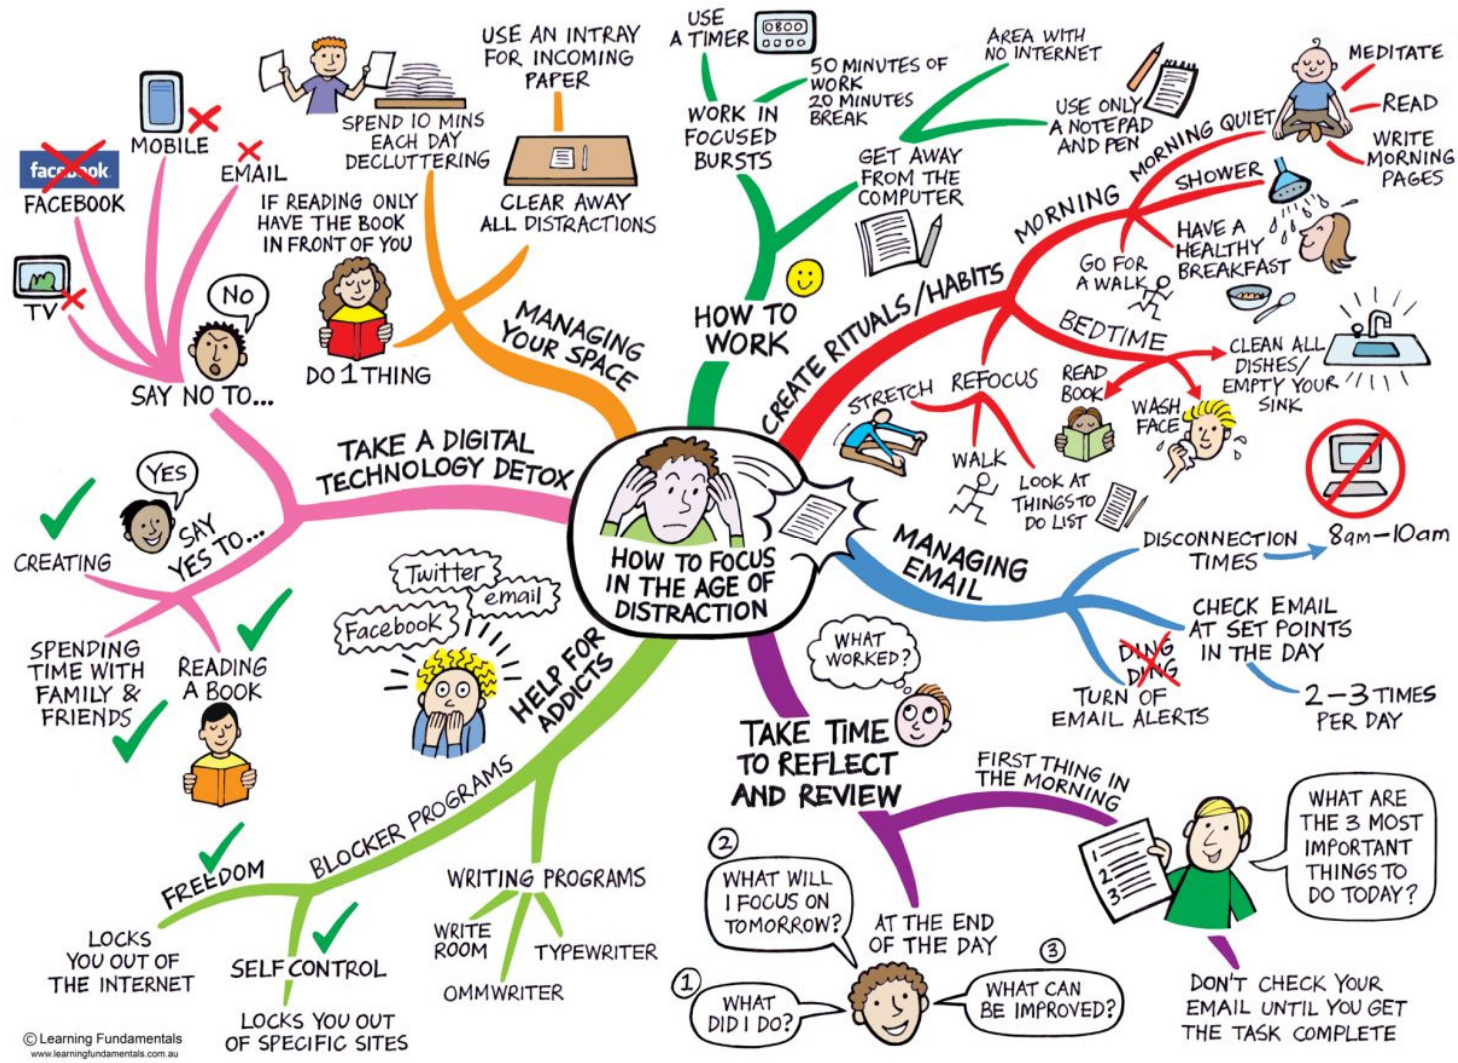 HOW TO FOCUS
IN THE AGE OF
DISTRACTION
HOW TO
WORK
WORK IN
FOCUSED
BURSTS
USE
A TIMER
0800
50 MINUTES OF
WORK
20 MINUTES
BREAK
GET AWAY
FROM THE
COMPUTER
AREA WITH
NO INTERNET
USE ONLY
A NOTEPAD
AND PEN
CREATE RITUALS/HABITS
MORNING
MORNING QUIET
MEDITATE
READ
WRITE
MORNING
PAGES
SHOWER
HAVE A
HEALTHY
BREAKFAST
GO FOR
A WALK
BEDTIME
CLEAN ALL
DISHES/
EMPTY YOUR
SINK
WASH
FACE
READ
BOOK
REFOCUS
STRETCH
WALK
LOOK AT
THINGS TO
DO LIST
MANAGING
EMAIL
DISCONNECTION
TIMES
8am-10am
CHECK EMAIL
AT SET POINTS
IN THE DAY
2-3 TIMES
PER DAY
DING
DING
TURN OF
EMAIL ALERTS
TAKE TIME
TO REFLECT
AND REVIEW
WHAT
WORKED?
FIRST THING IN
THE MORNING
1
2
3
WHAT ARE
THE 3 MOST
IMPORTANT
THINGS TO
DO TODAY?
DON'T CHECK YOUR
EMAIL UNTIL YOU GET
THE TASK COMPLETE
AT THE END
OF THE DAY
1
WHAT
DID I DO?
2
WHAT WILL
I FOCUS ON
TOMORROW?
3
WHAT CAN
BE IMPROVED?
HELP FOR
ADDICTS
Twitter
email
Facebook
WRITING PROGRAMS
WRITE
ROOM
OMMWRITER
TYPEWRITER
BLOCKER PROGRAMS
FREEDOM
LOCKS
YOU OUT OF
THE INTERNET
SELF CONTROL
LOCKS YOU OUT
OF SPECIFIC SITES
TAKE A DIGITAL
TECHNOLOGY DETOX
SAY
YES TO...
YES
CREATING
SPENDING
TIME WITH
FAMILY &
FRIENDS
READING
A BOOK
SAY NO TO...
NO
TV
facebook
FACEBOOK
MOBILE
EMAIL
MANAGING
YOUR SPACE
DO 1 THING
IF READING ONLY
HAVE THE BOOK
IN FRONT OF YOU
SPEND 10 MINS
EACH DAY
DECLUTTERING
CLEAR AWAY
ALL DISTRACTIONS
USE AN INTRAY
FOR INCOMING
PAPER
© Learning Fundamentals
www.learningfundamentals.com.au